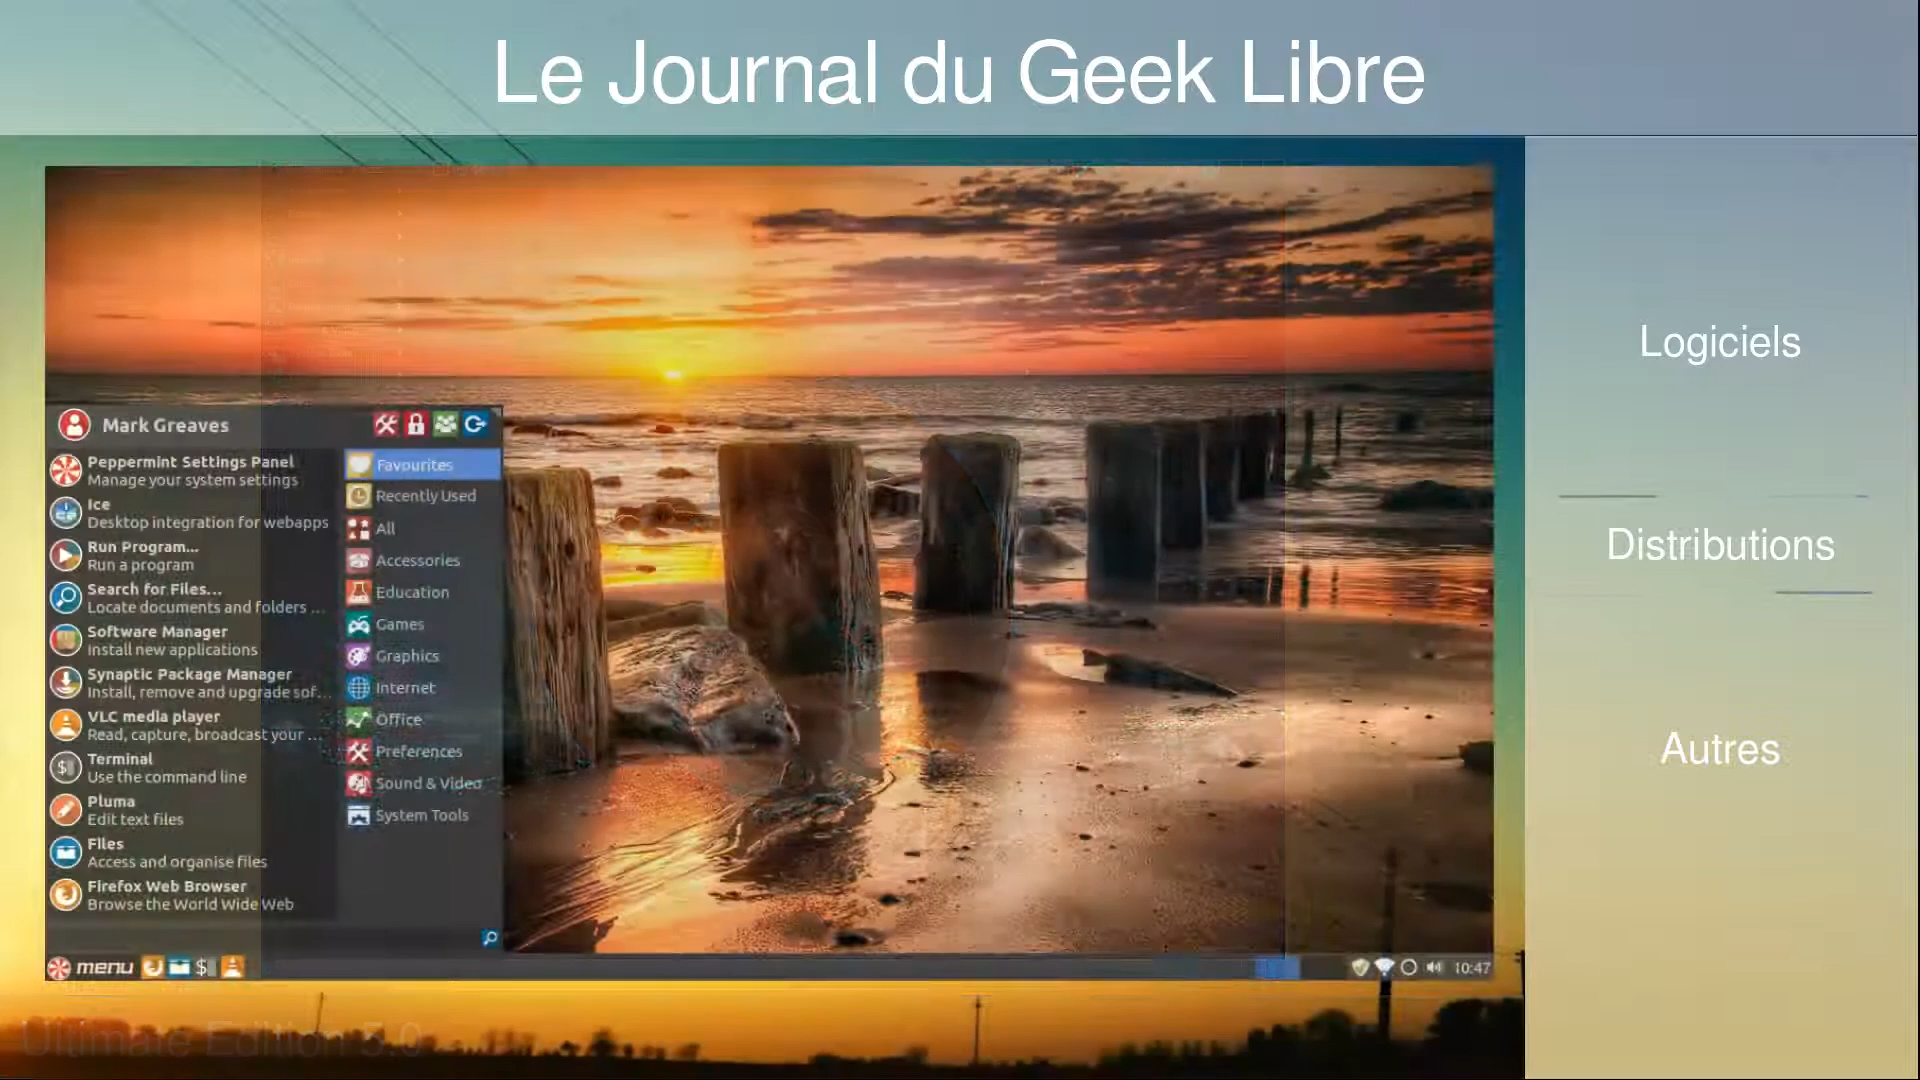 Le Journal du Geek Libre
Logiciels
Distributions
Autres
Mark Greaves
Peppermint Settings Panel
Manage your system settings
Ice
Desktop integration for webapps
Run Program...
Run a program
Search for Files...
Locate documents and folders ...
Software Manager
Install new applications
Synaptic Package Manager
Install, remove and upgrade sof...
VLC media player
Read, capture, broadcast your ...
Terminal
Use the command line
Pluma
Edit text files
Files
Access and organise files
Firefox Web Browser
Browse the World Wide Web
Favourites
Recently Used
All
Accessories
Education
Games
Graphics
Internet
Office
Preferences
Sound & Video
System Tools
menu
$
10:47
Ultimate Edition 5.0